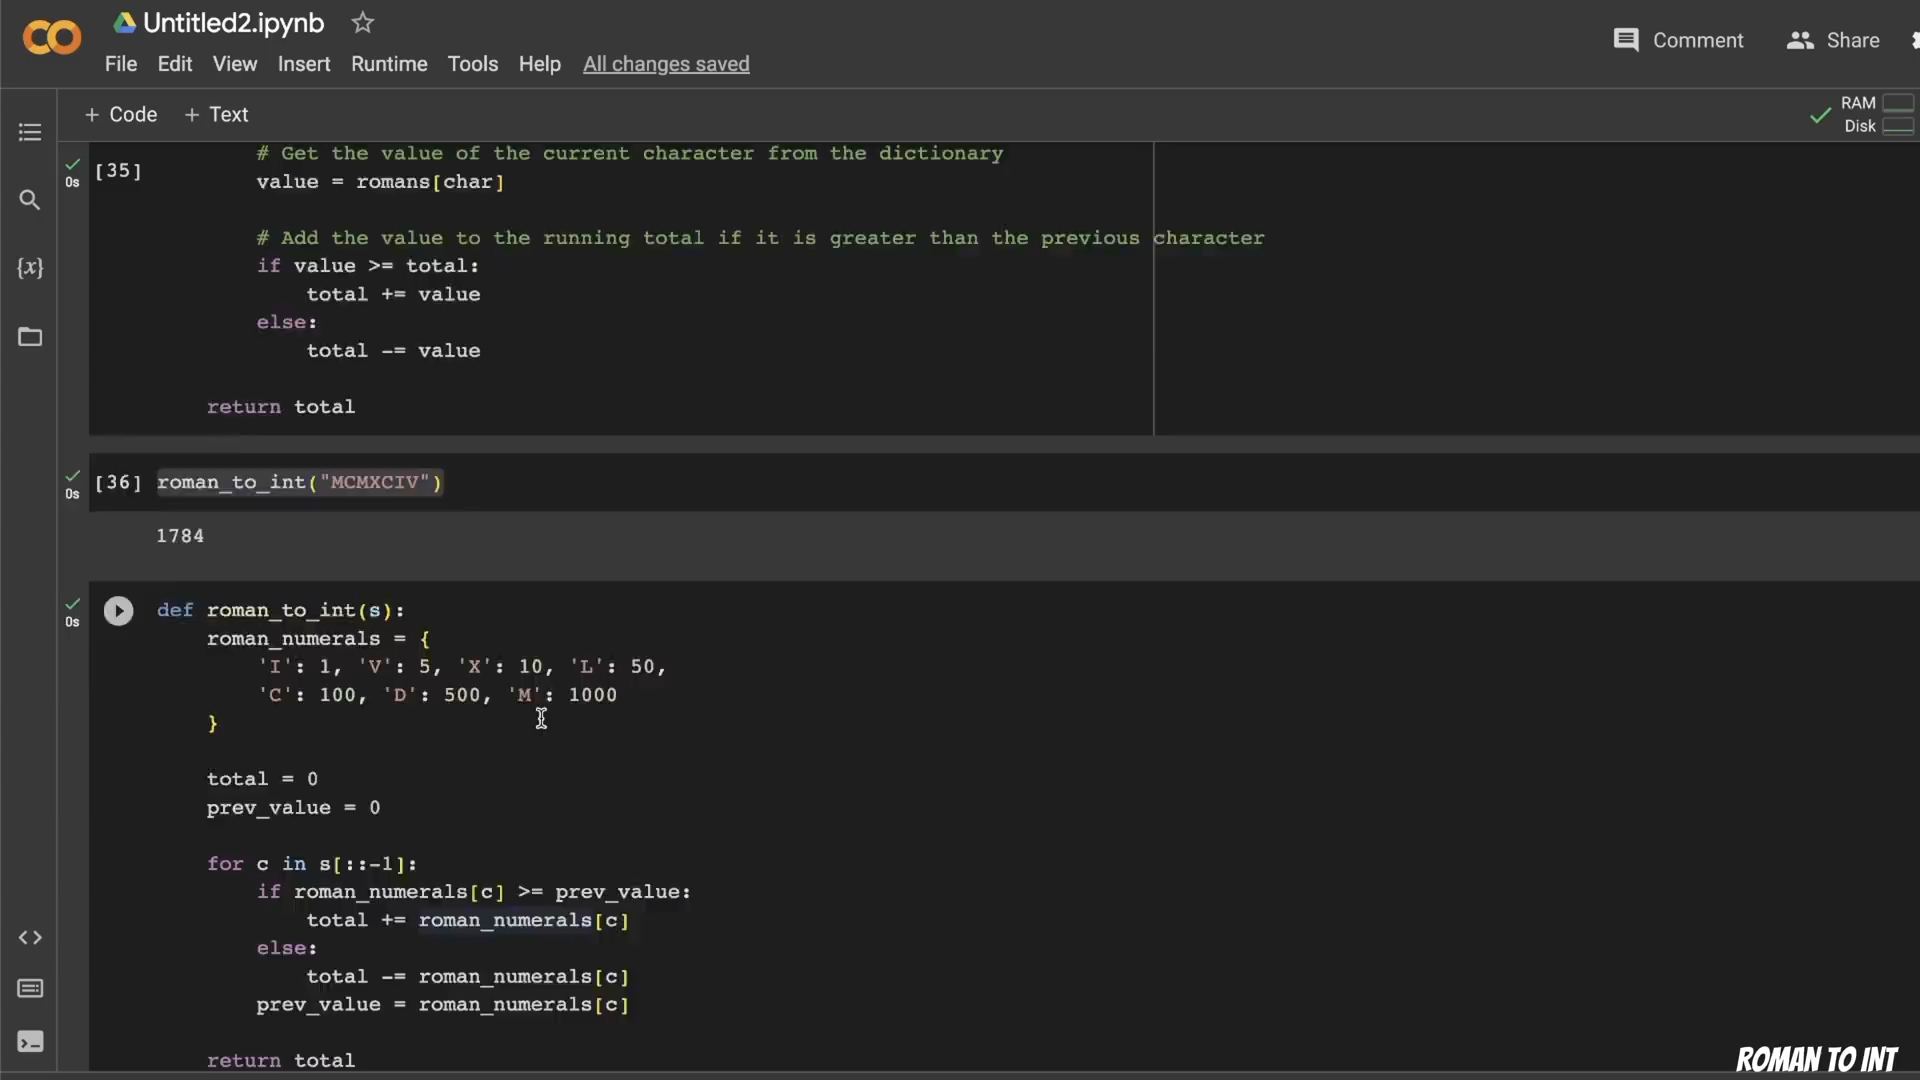 Untitled2.ipynb
File Edit View Insert Runtime Tools Help All changes saved
Comment Share
+ Code + Text
RAM
Disk
0s
[35]
# Get the value of the current character from the dictionary
value = romans[char]
# Add the value to the running total if it is greater than the previous character
if value >= total:
total += value
else:
total -= value
return total
0s
[36] roman_to_int("MCMXCIV")
1784
0s
def roman_to_int(s):
roman_numerals = {
'I': 1, 'V': 5, 'X': 10, 'L': 50,
'C': 100, 'D': 500, 'M': 1000
}
total = 0
prev_value = 0
for c in s[::-1]:
if roman_numerals[c] >= prev_value:
total += roman_numerals[c]
else:
total -= roman_numerals[c]
prev_value = roman_numerals[c]
return total
ROMAN TO INT